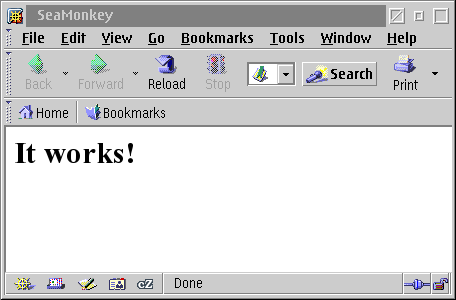 SeaMonkey
File Edit View Go Bookmarks Tools Window Help
Back Forward Reload Stop Search Print
Home Bookmarks
It works!
cZ Done